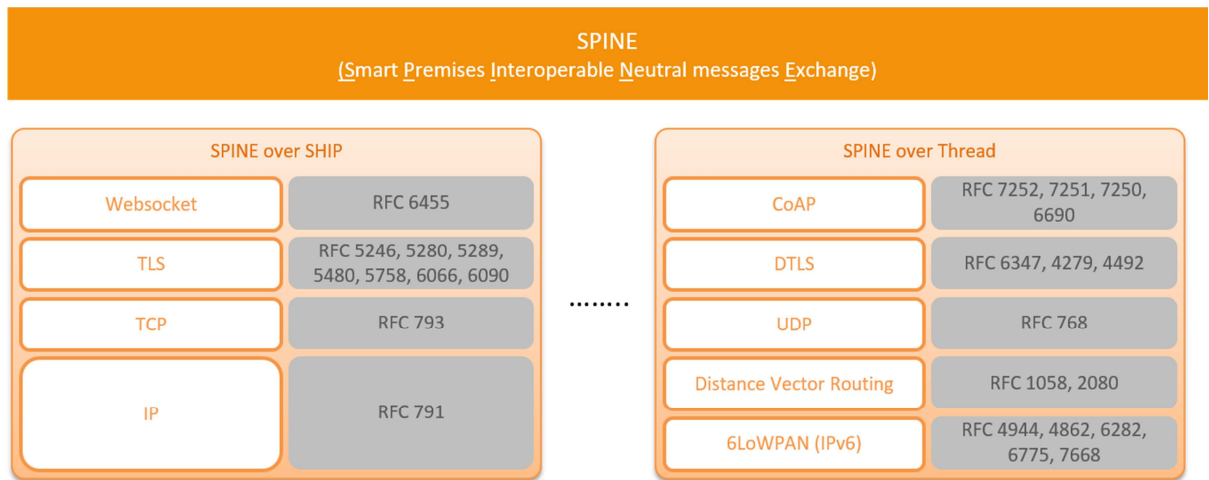 SPINE
(Smart Premises Interoperable Neutral messages Exchange)
SPINE over SHIP
Websocket
RFC 6455
TLS
RFC 5246, 5280, 5289,
5480, 5758, 6066, 6090
TCP
RFC 793
IP
RFC 791
........
SPINE over Thread
CoAP
RFC 7252, 7251, 7250,
6690
DTLS
RFC 6347, 4279, 4492
UDP
RFC 768
Distance Vector Routing
RFC 1058, 2080
6LoWPAN (IPv6)
RFC 4944, 4862, 6282,
6775, 7668